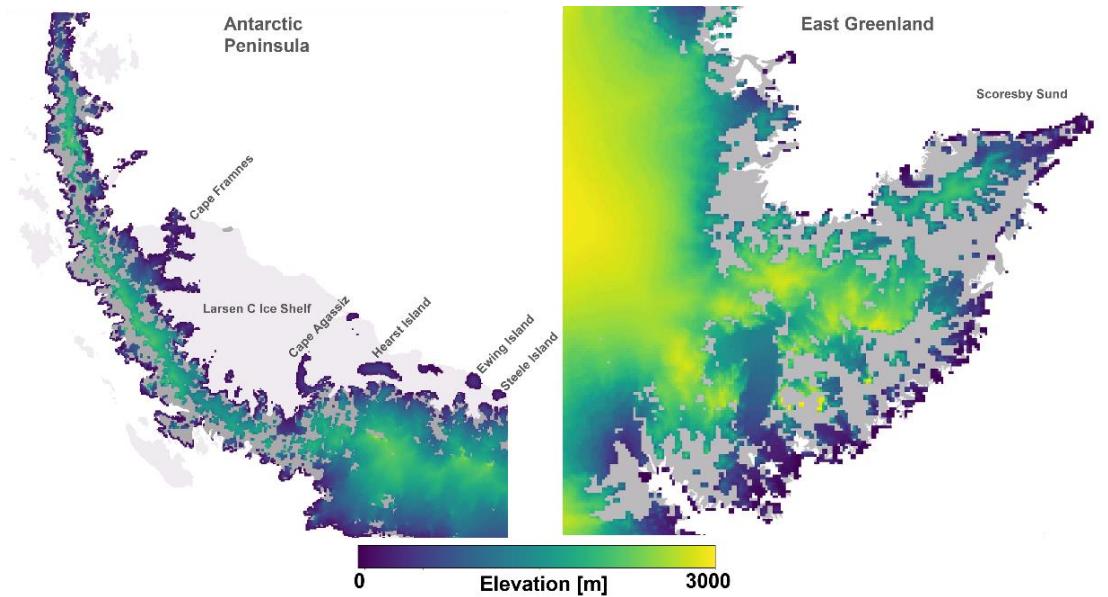 Antarctic
Peninsula
East Greenland
Scoresby Sund
Cape Framnes
Larsen C Ice Shelf
Cape Agassiz
Hearst Island
Ewing Island
Steele Island
0
Elevation [m]
3000